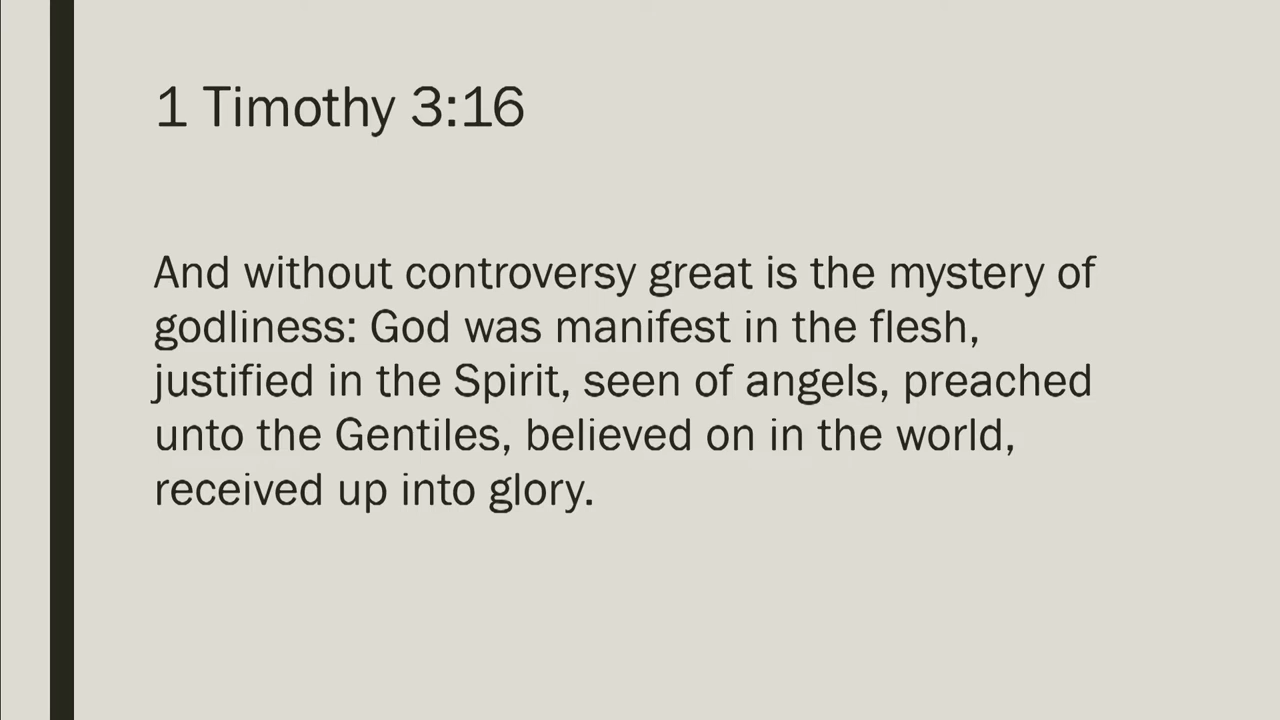 1 Timothy 3:16
And without controversy great is the mystery of
godliness: God was manifest in the flesh,
justified in the Spirit, seen of angels, preached
unto the Gentiles, believed on in the world,
received up into glory.